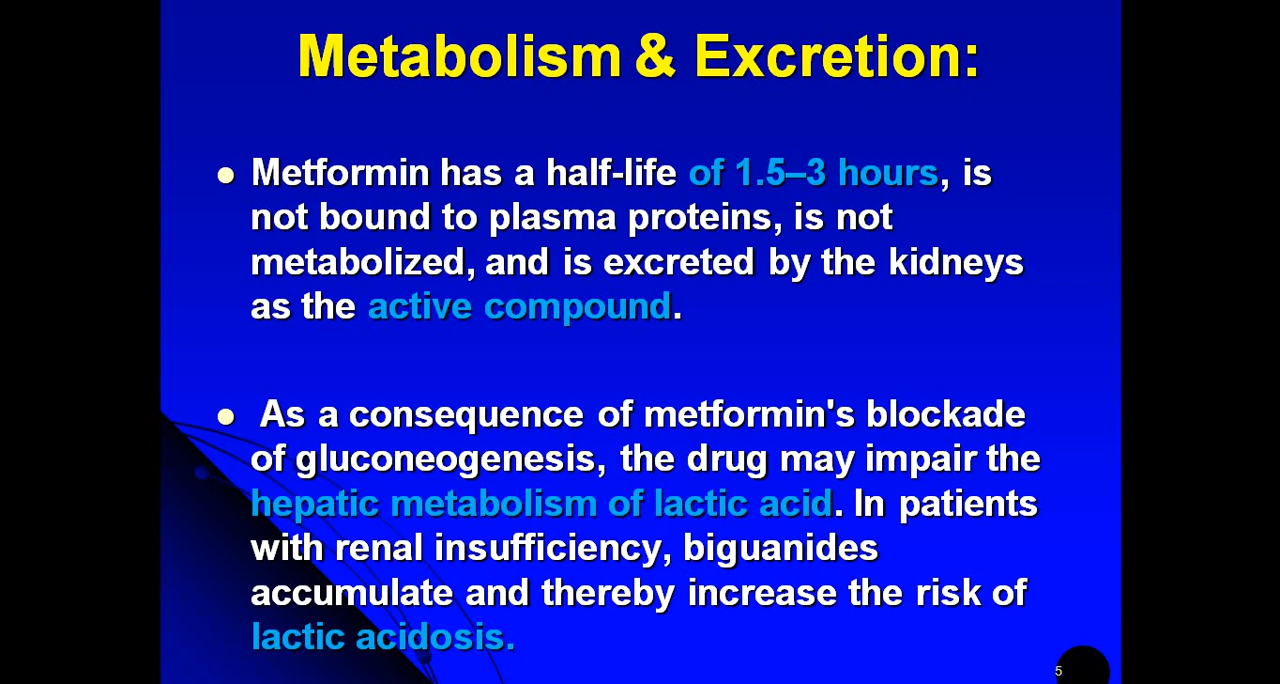 Metabolism & Excretion:
● Metformin has a half-life of 1.5–3 hours, is
not bound to plasma proteins, is not
metabolized, and is excreted by the kidneys
as the active compound.
● As a consequence of metformin's blockade
of gluconeogenesis, the drug may impair the
hepatic metabolism of lactic acid. In patients
with renal insufficiency, biguanides
accumulate and thereby increase the risk of
lactic acidosis.
5